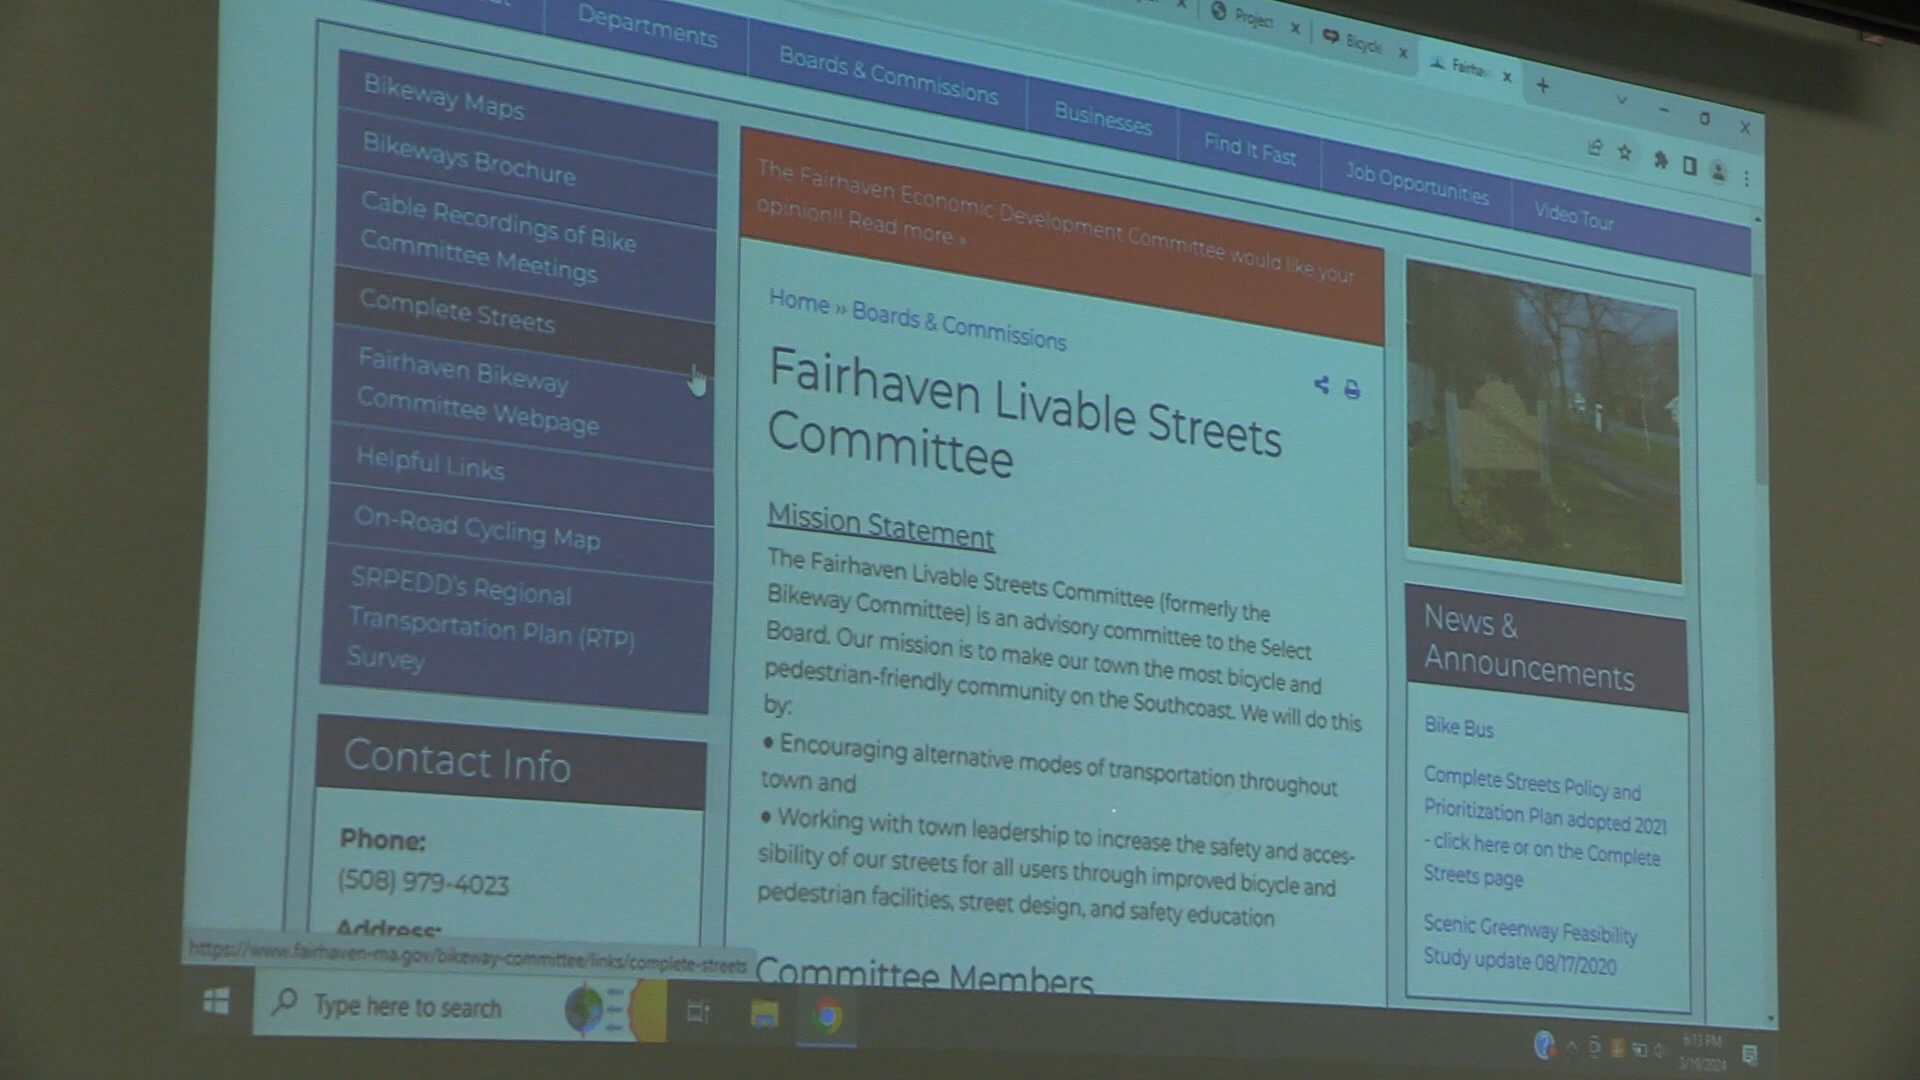 Project
Bicycle
Fairha
Departments
Boards & Commissions
Businesses
Find It Fast
Job Opportunities
Video Tour
Bikeway Maps
Bikeways Brochure
Cable Recordings of Bike
Committee Meetings
Complete Streets
Fairhaven Bikeway
Committee Webpage
Helpful Links
On-Road Cycling Map
SRPEDD's Regional
Transportation Plan (RTP)
Survey
Contact Info
Phone:
(508) 979-4023
Address:
The Fairhaven Economic Development Committee would like your
opinion!! Read more »
Home » Boards & Commissions
Fairhaven Livable Streets
Committee
Mission Statement
The Fairhaven Livable Streets Committee (formerly the
Bikeway Committee) is an advisory committee to the Select
Board. Our mission is to make our town the most bicycle and
pedestrian-friendly community on the Southcoast. We will do this
by:
• Encouraging alternative modes of transportation throughout
town and
• Working with town leadership to increase the safety and acces-
sibility of our streets for all users through improved bicycle and
pedestrian facilities, street design, and safety education
Committee Members
News &
Announcements
Bike Bus
Complete Streets Policy and
Prioritization Plan adopted 2021
- click here or on the Complete
Streets page
Scenic Greenway Feasibility
Study update 08/17/2020
https://www.fairhaven-ma.gov/bikeway-committee/links/complete-streets
Type here to search
6:13 PM
3/19/2024